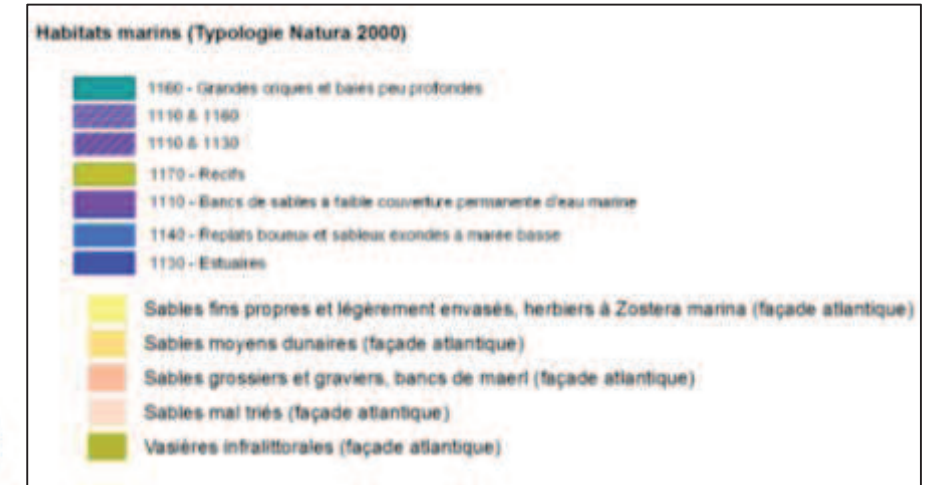 Habitats marins (Typologie Natura 2000)
1160 - Grandes criques et baies peu profondes
1110 & 1160
1110 & 1130
1170 - Recifs
1110 - Bancs de sables à faible couverture permanente d'eau marine
1140 - Replats boueux et sableux exondés à marée basse
1130 - Estuaires
Sables fins propres et légèrement envasés, herbiers à Zostera marina (façade atlantique)
Sables moyens dunaires (façade atlantique)
Sables grossiers et graviers, bancs de maerl (façade atlantique)
Sables mal triés (façade atlantique)
Vasières infralittorales (façade atlantique)